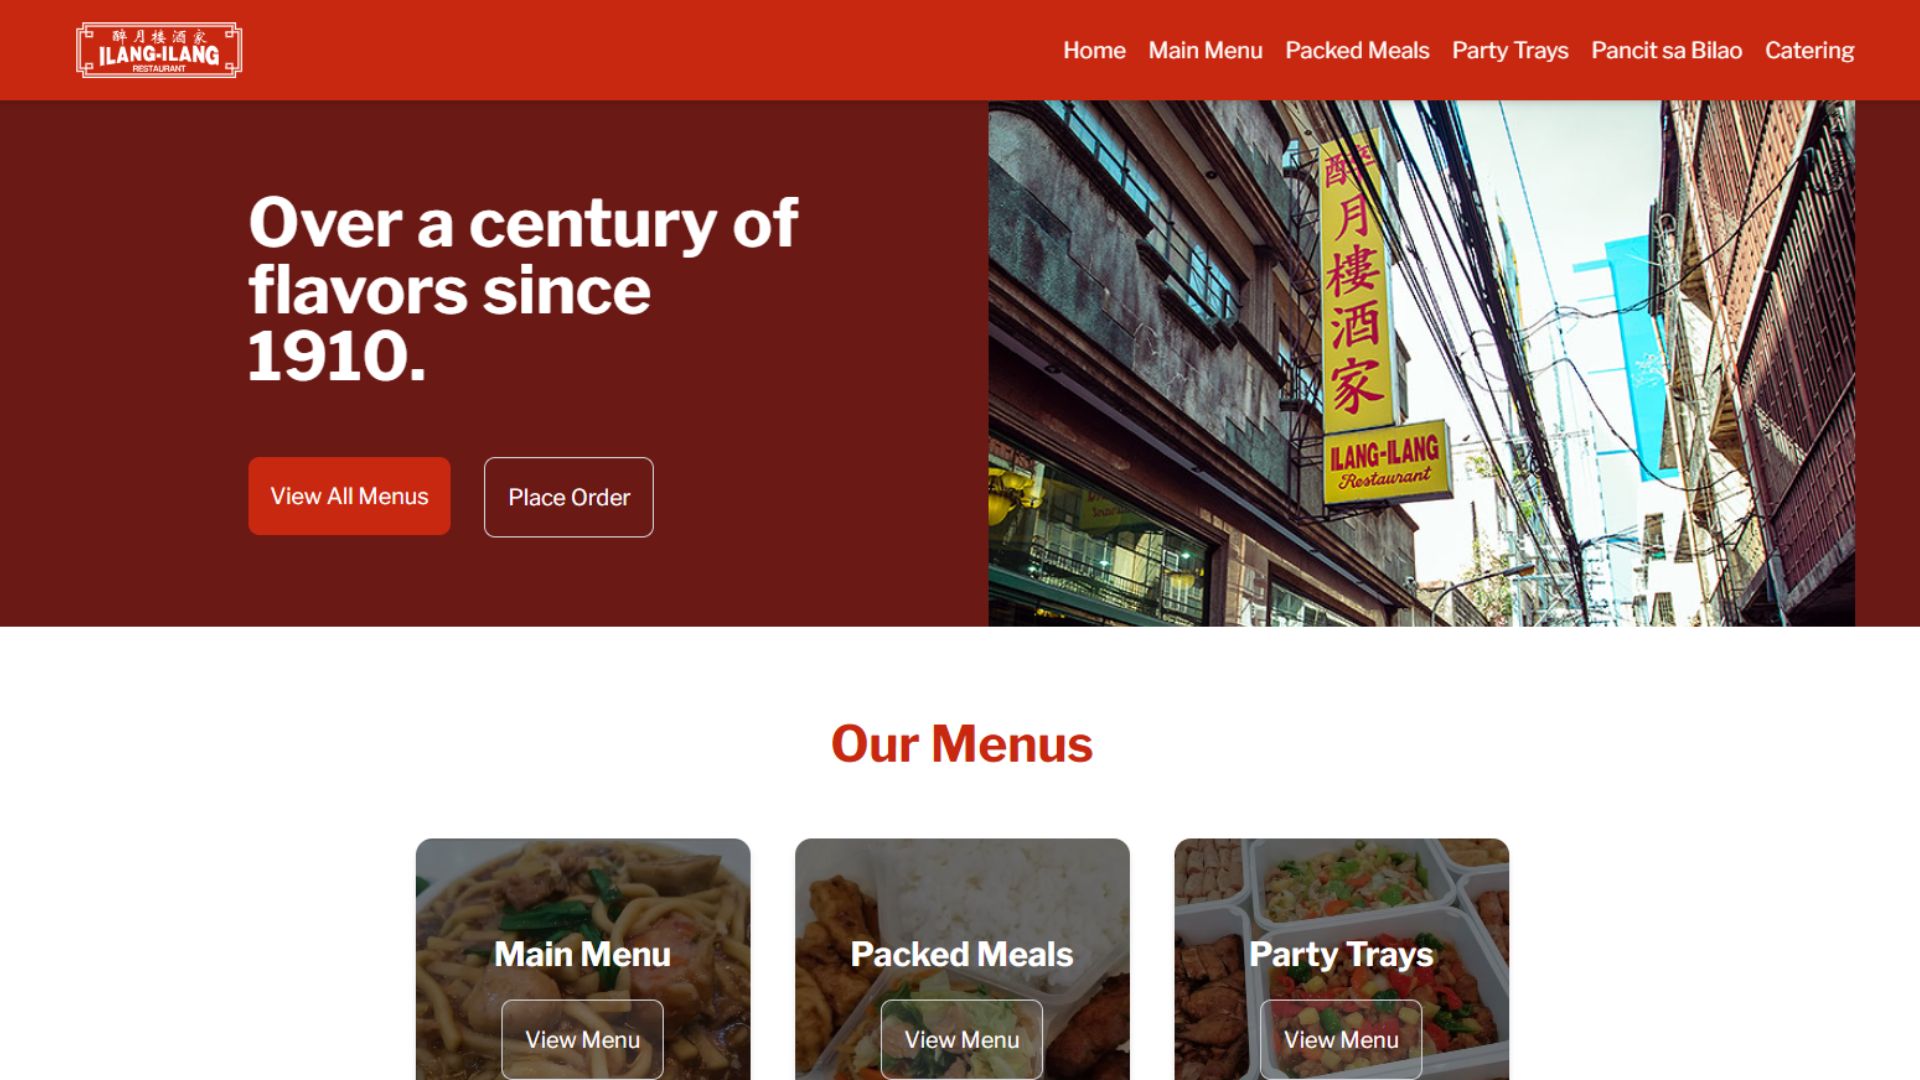 醉月楼酒家
ILANG-ILANG
RESTAURANT
Home
Main Menu
Packed Meals
Party Trays
Pancit sa Bilao
Catering
Over a century of
flavors since
1910.
View All Menus
Place Order
醉月樓酒家
ILANG-ILANG
Restaurant
Our Menus
Main Menu
View Menu
Packed Meals
View Menu
Party Trays
View Menu